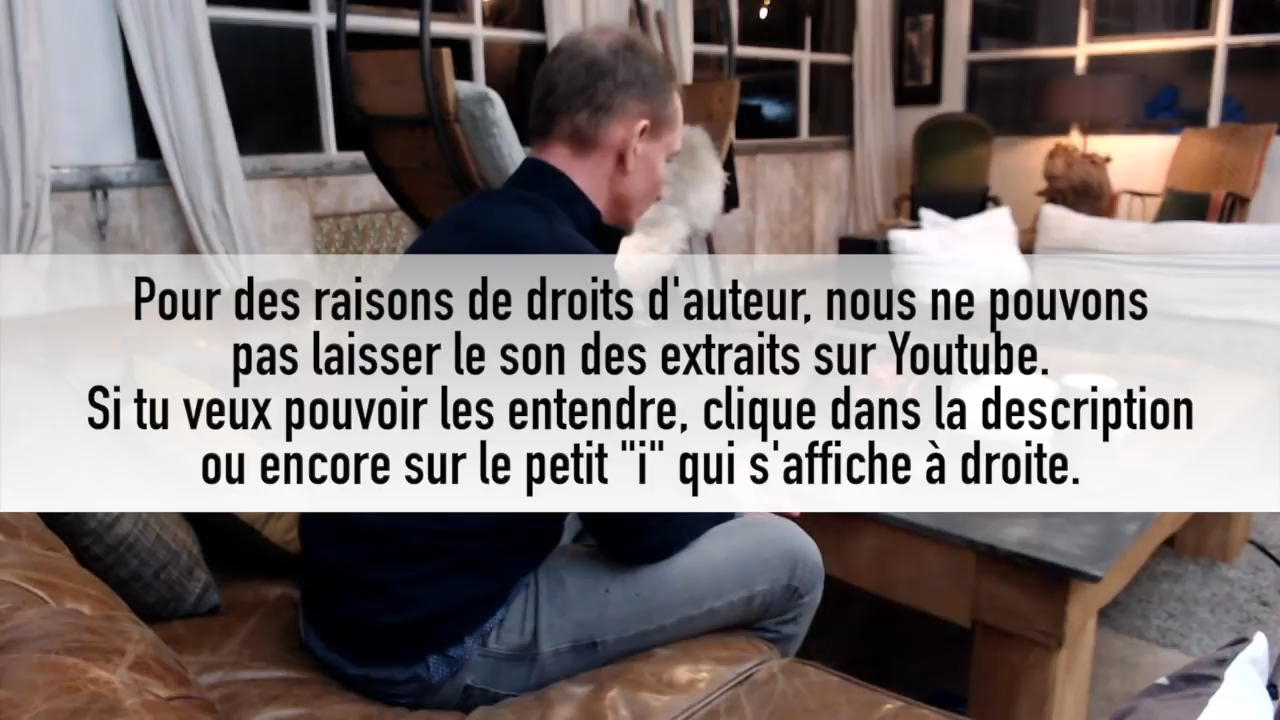 Pour des raisons de droits d'auteur, nous ne pouvons
pas laisser le son des extraits sur Youtube.
Si tu veux pouvoir les entendre, clique dans la description
ou encore sur le petit "i" qui s'affiche à droite.